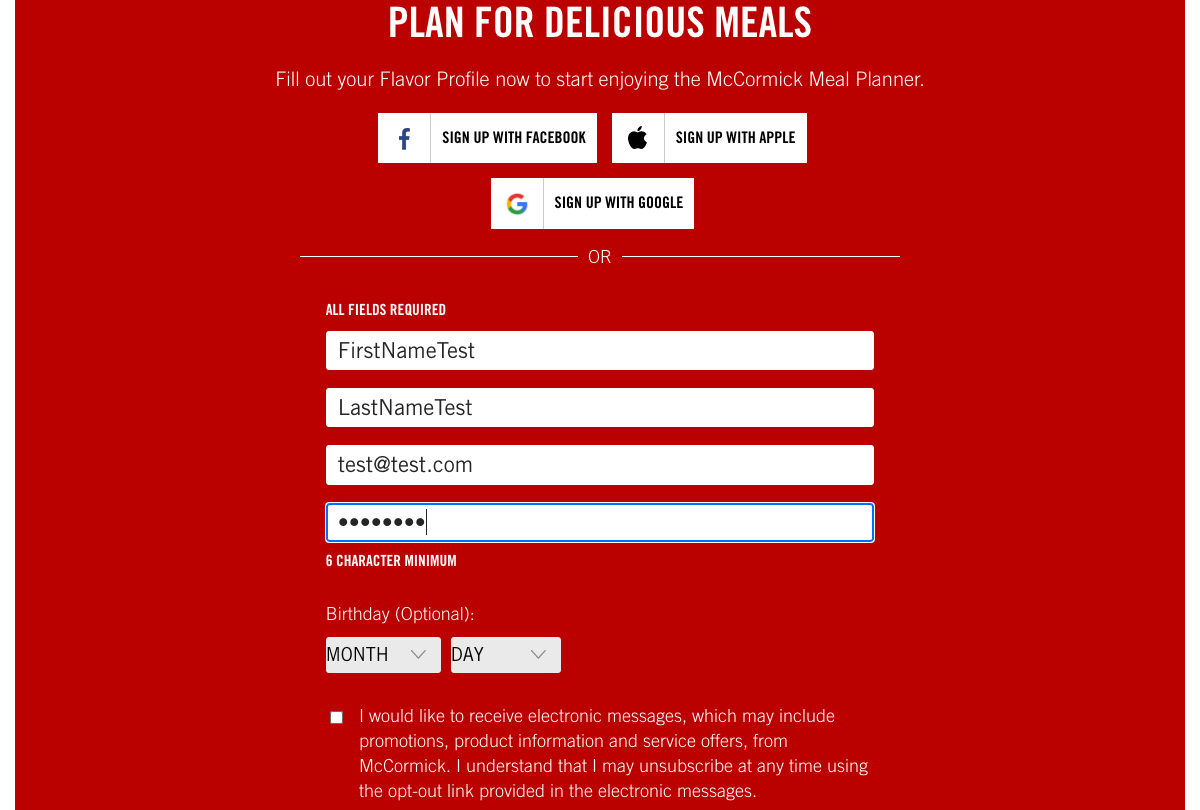 PLAN FOR DELICIOUS MEALS
Fill out your Flavor Profile now to start enjoying the McCormick Meal Planner.
SIGN UP WITH FACEBOOK
SIGN UP WITH APPLE
SIGN UP WITH GOOGLE
OR
ALL FIELDS REQUIRED
FirstNameTest
LastNameTest
test@test.com
••••••••
6 CHARACTER MINIMUM
Birthday (Optional):
MONTH
DAY
I would like to receive electronic messages, which may include
promotions, product information and service offers, from
McCormick. I understand that I may unsubscribe at any time using
the opt-out link provided in the electronic messages.